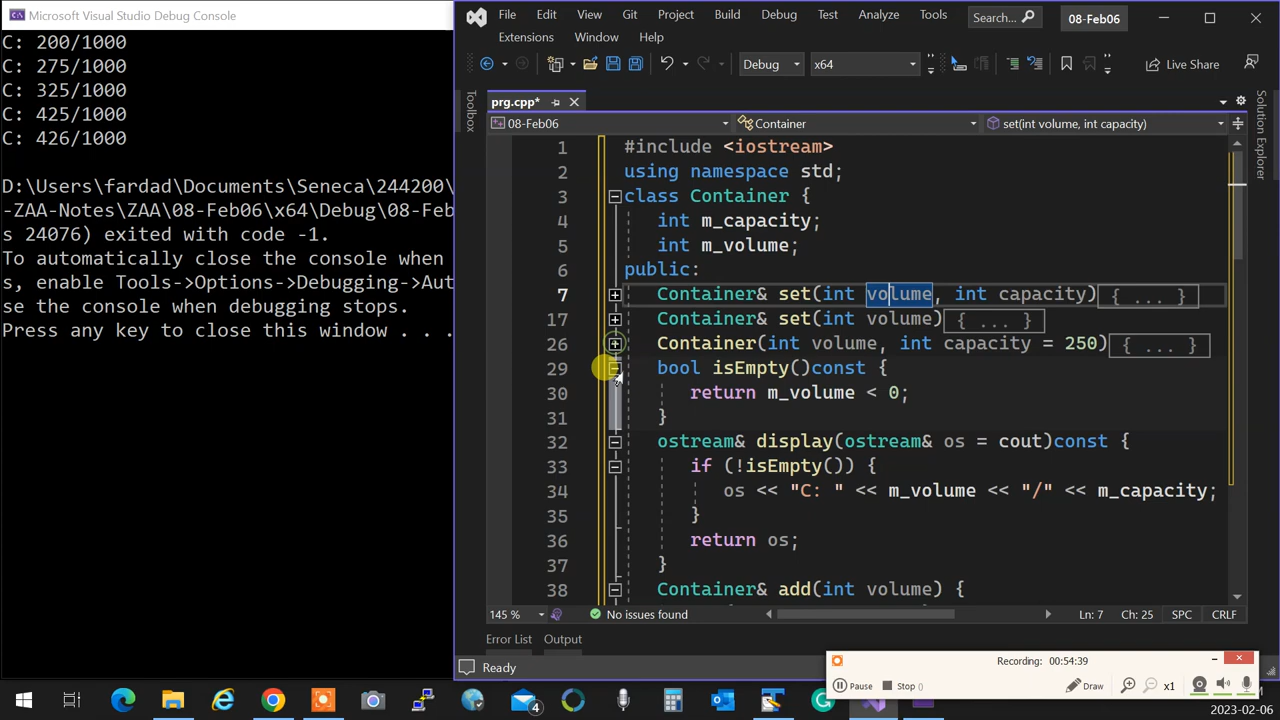 Microsoft Visual Studio Debug Console
C: 200/1000
C: 275/1000
C: 325/1000
C: 425/1000
C: 426/1000
D:\Users\fardad\Documents\Seneca\244200\
-ZAA-Notes\ZAA\08-Feb06\x64\Debug\08-Feb
s 24076) exited with code -1.
To automatically close the console when
s, enable Tools->Options->Debugging->Aut
se the console when debugging stops.
Press any key to close this window . . .
File Edit View Git Project Build Debug Test Analyze Tools Search... 08-Feb06
Extensions Window Help
Debug x64 Live Share
Toolbox
prg.cpp*
Solution Explorer
08-Feb06 Container set(int volume, int capacity)
1 #include <iostream>
2 using namespace std;
3 class Container {
4 int m_capacity;
5 int m_volume;
6 public:
7 Container& set(int volume, int capacity){ ... }
17 Container& set(int volume){ ... }
26 Container(int volume, int capacity = 250){ ... }
29 bool isEmpty()const {
30 return m_volume < 0;
31 }
32 ostream& display(ostream& os = cout)const {
33 if (!isEmpty()) {
34 os << "C: " << m_volume << "/" << m_capacity;
35 }
36 return os;
37 }
38 Container& add(int volume) {
145 % No issues found Ln: 7 Ch: 25 SPC CRLF
Error List Output
Ready
Recording: 00:54:39
Pause Stop () Draw x1
4
2023-02-06